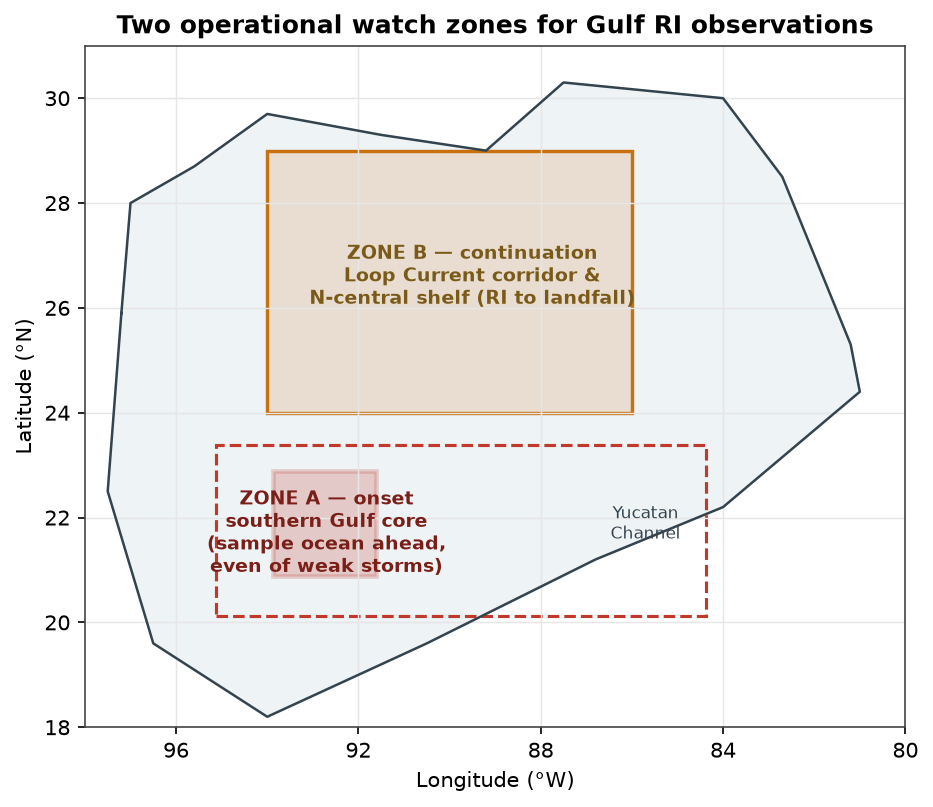 Two operational watch zones for Gulf RI observations
30
28
26
24
22
20
18
Latitude (°N)
ZONE B — continuation
Loop Current corridor &
N-central shelf (RI to landfall)
ZONE A — onset
southern Gulf core
(sample ocean ahead,
even of weak storms)
Yucatan
Channel
96
92
88
84
80
Longitude (°W)